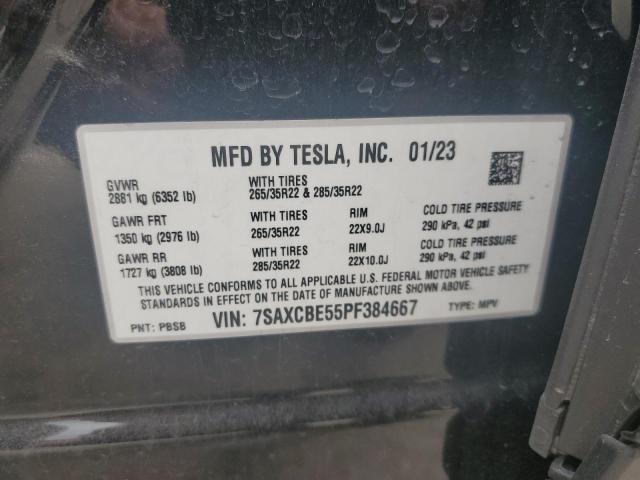 MFD BY TESLA, INC. 01/23
GVWR
2881 kg (6352 lb)
WITH TIRES
265/35R22 & 285/35R22
GAWR FRT
1350 kg (2976 lb)
WITH TIRES
265/35R22
RIM
22X9.0J
COLD TIRE PRESSURE
290 kPa, 42 psi
GAWR RR
1727 kg (3808 lb)
WITH TIRES
285/35R22
RIM
22X10.0J
COLD TIRE PRESSURE
290 kPa, 42 psi
THIS VEHICLE CONFORMS TO ALL APPLICABLE U.S. FEDERAL MOTOR VEHICLE SAFETY
STANDARDS IN EFFECT ON THE DATE OF MANUFACTURE SHOWN ABOVE.
PNT: PBSB
VIN: 7SAXCBE55PF384667
TYPE: MPV